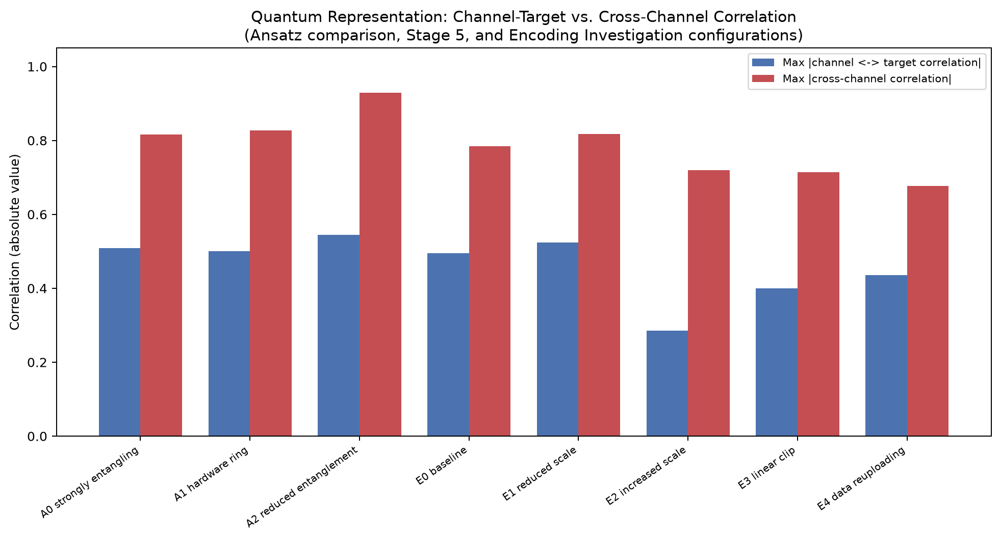 Quantum Representation: Channel-Target vs. Cross-Channel Correlation
(Ansatz comparison, Stage 5, and Encoding Investigation configurations)
Max |channel <-> target correlation|
Max |cross-channel correlation|
Correlation (absolute value)
1.0
0.8
0.6
0.4
0.2
0.0
A0 strongly entangling
A1 hardware ring
A2 reduced entanglement
E0 baseline
E1 reduced scale
E2 increased scale
E3 linear clip
E4 data reuploading